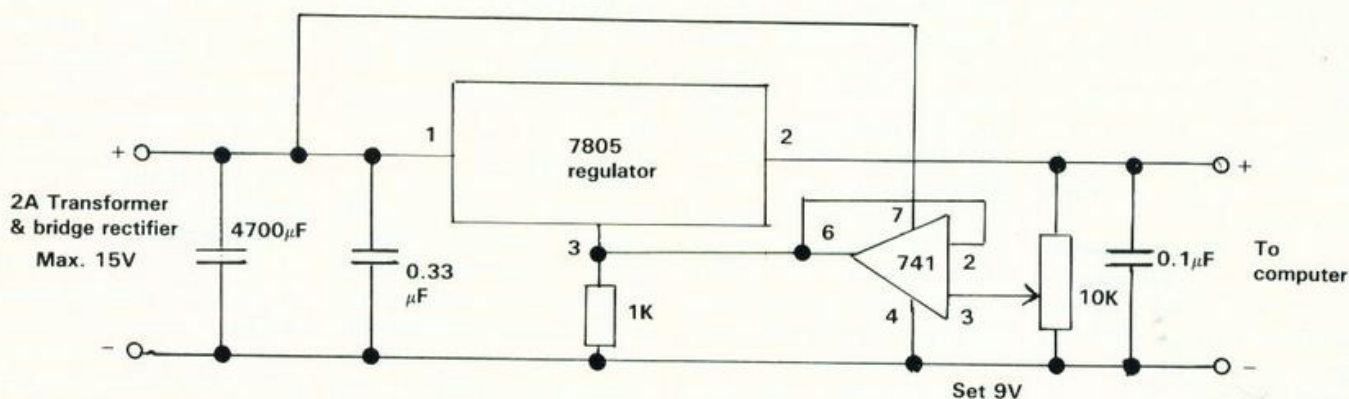 1
7805
regulator
2
+
+
2A Transformer
& bridge rectifier
Max. 15V
4700μF
0.33
μF
3
1K
6
7
741
2
4
3
10K
0.1μF
To
computer
-
-
Set 9V